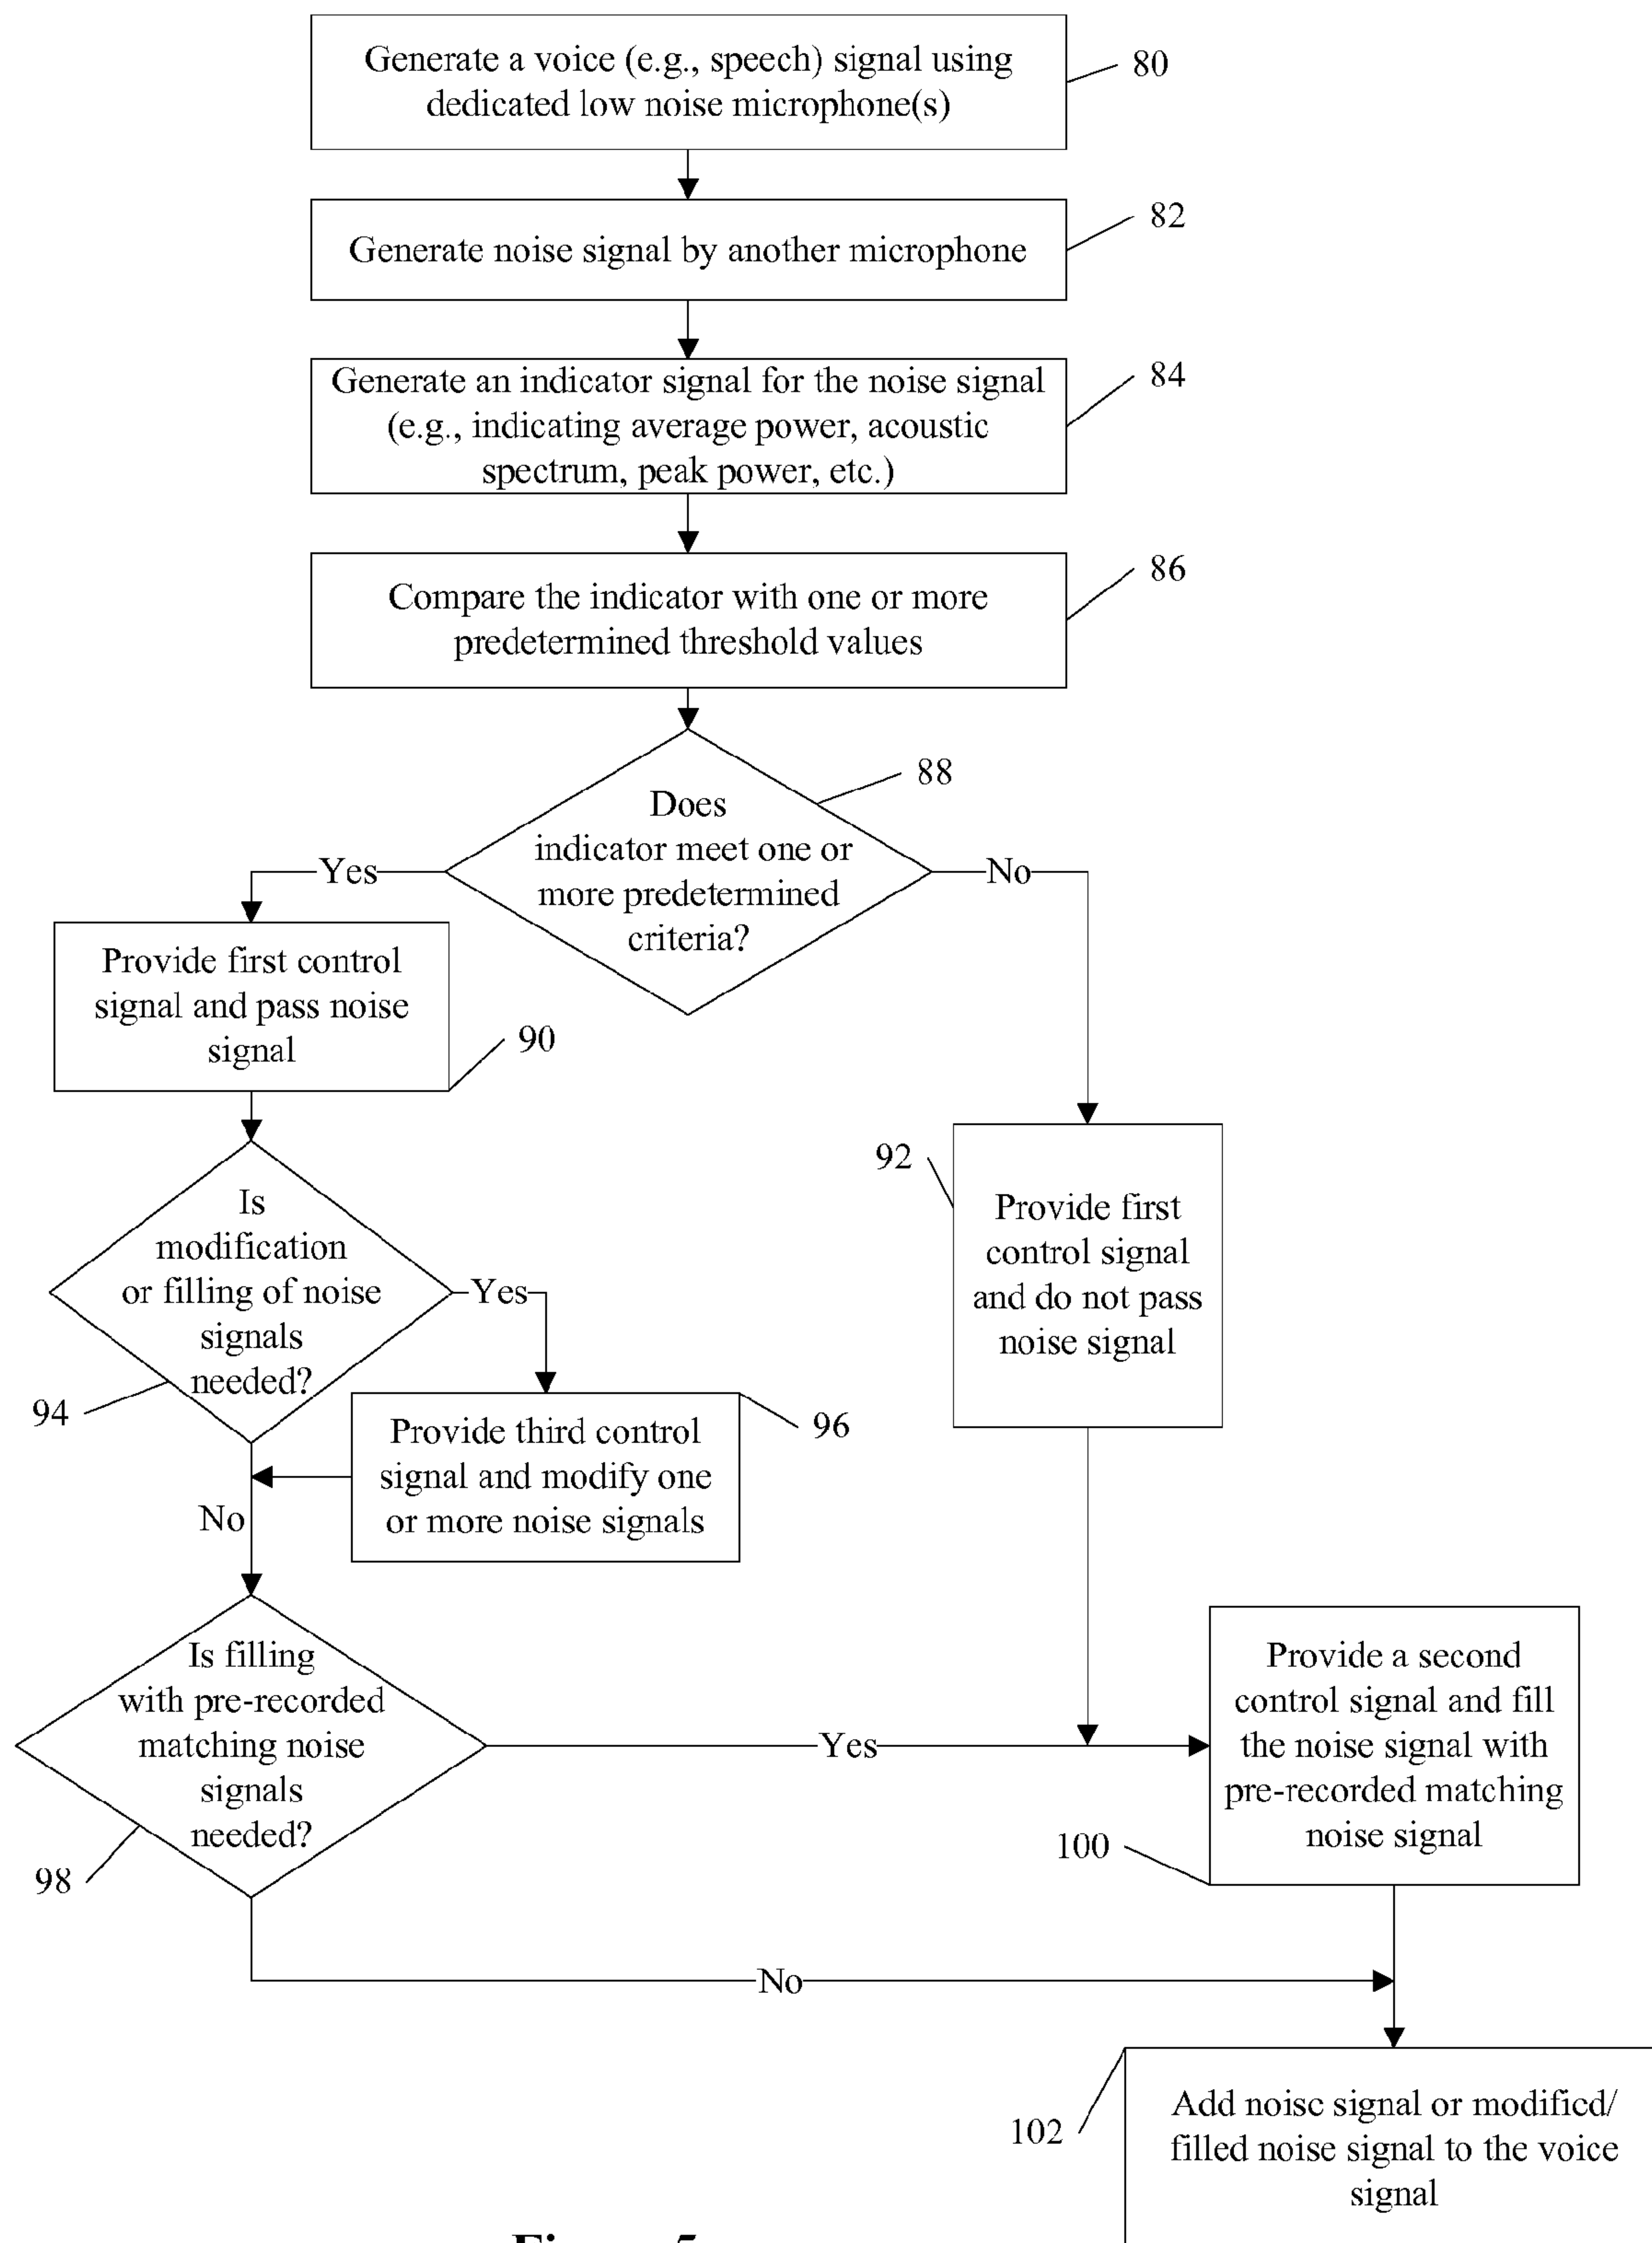 Generate a voice (e.g., speech) signal using
dedicated low noise microphone(s)
80
Generate noise signal by another microphone
82
Generate an indicator signal for the noise signal
(e.g., indicating average power, acoustic
spectrum, peak power, etc.)
84
Compare the indicator with one or more
predetermined threshold values
86
Does
indicator meet one or
more predetermined
criteria?
88
Yes
No
Provide first control
signal and pass noise
signal
90
92
Provide first
control signal
and do not pass
noise signal
Is
modification
or filling of noise
signals
needed?
94
Yes
Provide third control
signal and modify one
or more noise signals
96
No
Is filling
with pre-recorded
matching noise
signals
needed?
98
Yes
Provide a second
control signal and fill
the noise signal with
pre-recorded matching
noise signal
100
No
102
Add noise signal or modified/
filled noise signal to the voice
signal
Figure 5